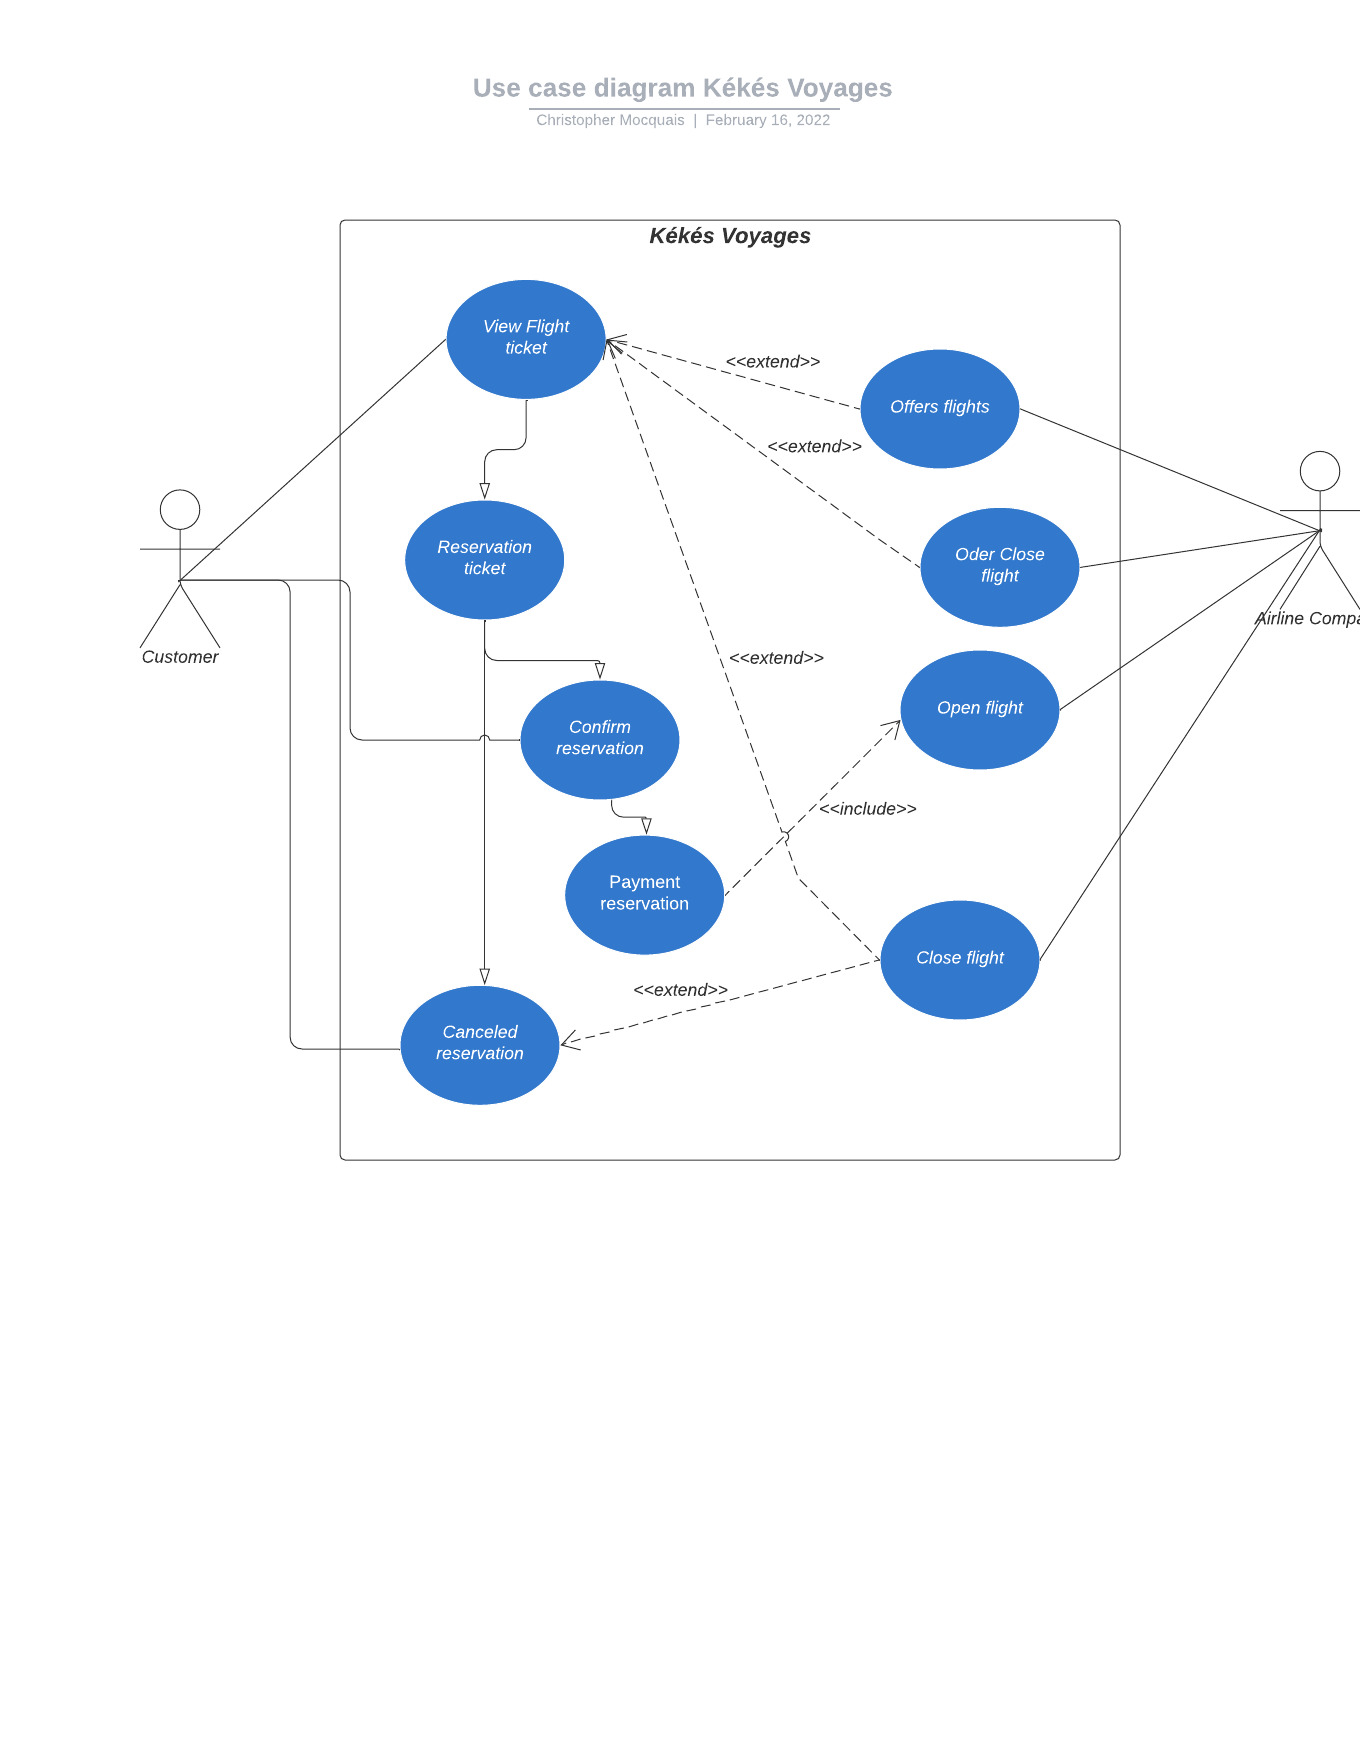 Use case diagram Kékés Voyages
Christopher Mocquais | February 16, 2022
Kékés Voyages
View Flight
ticket
<<extend>>
Offers flights
<<extend>>
Reservation
ticket
Oder Close
flight
Customer
Airline Compa
<<extend>>
Confirm
reservation
Open flight
<<include>>
Payment
reservation
Close flight
<<extend>>
Canceled
reservation